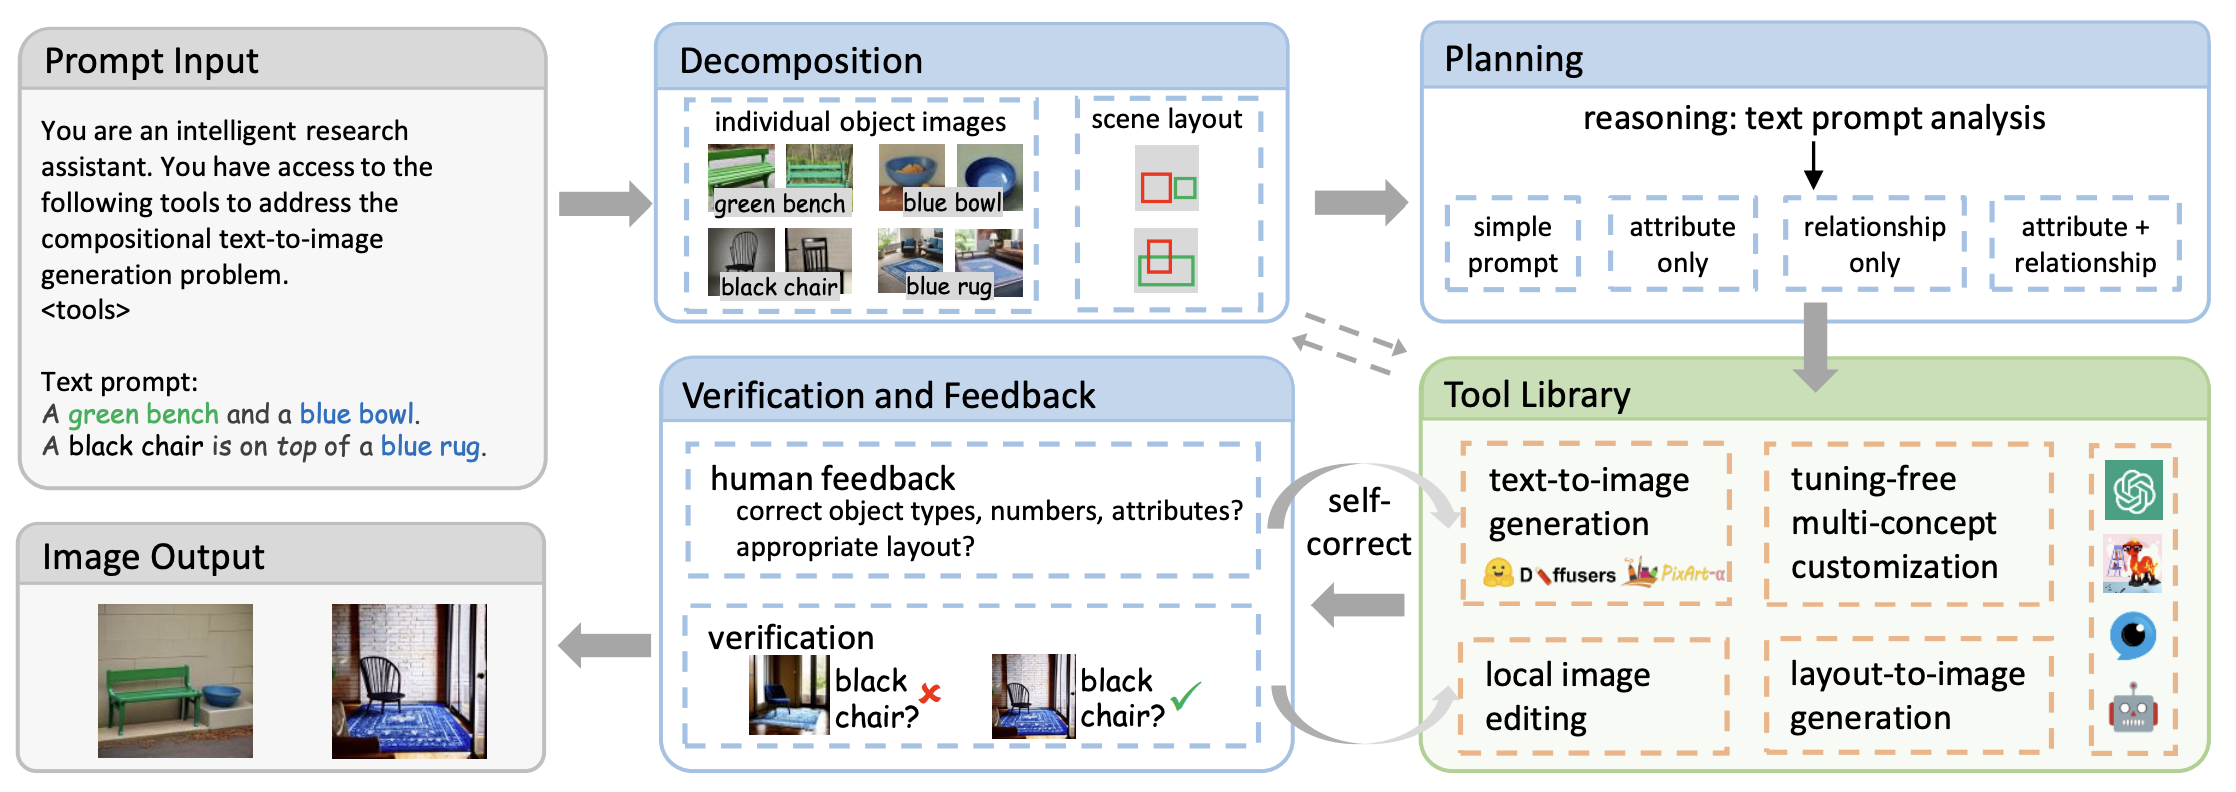 Prompt Input
You are an intelligent research
assistant. You have access to the
following tools to address the
compositional text-to-image
generation problem.
<tools>
Text prompt:
A green bench and a blue bowl.
A black chair is on top of a blue rug.
Decomposition
individual object images
green bench
blue bowl
black chair
blue rug
scene layout
Planning
reasoning: text prompt analysis
simple
prompt
attribute
only
relationship
only
attribute +
relationship
Tool Library
text-to-image
generation
Diffusers
PixArt-α
tuning-free
multi-concept
customization
local image
editing
layout-to-image
generation
self-
correct
Verification and Feedback
human feedback
correct object types, numbers, attributes?
appropriate layout?
verification
black
chair?
black
chair?
Image Output